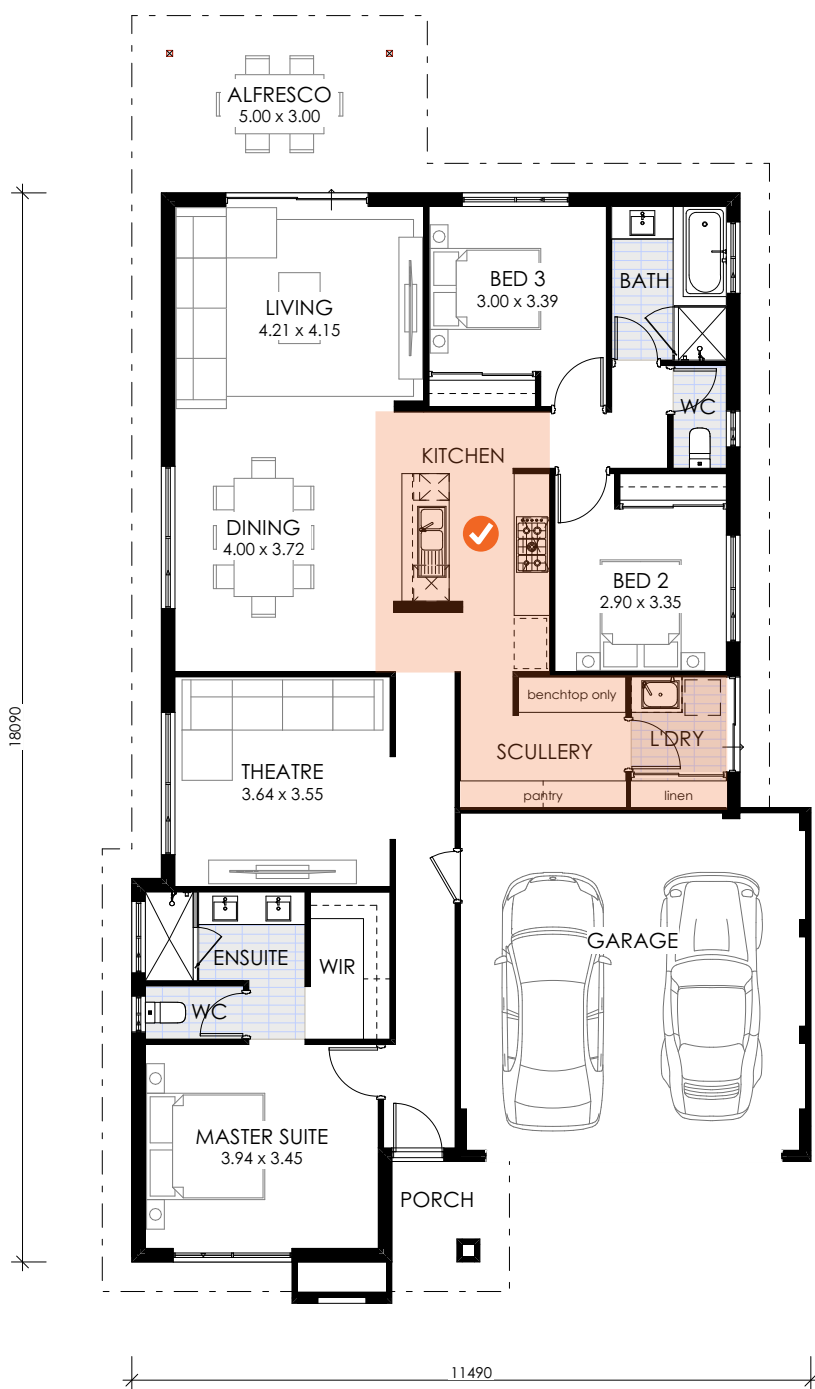 ALFRESCO
5.00 x 3.00
BED 3
3.00 x 3.39
BATH
LIVING
4.21 x 4.15
WC
KITCHEN
DINING
4.00 x 3.72
BED 2
2.90 x 3.35
benchtop only
18090
SCULLERY
L'DRY
THEATRE
3.64 x 3.55
pantry
linen
GARAGE
ENSUITE
WIR
WC
MASTER SUITE
3.94 x 3.45
PORCH
11490